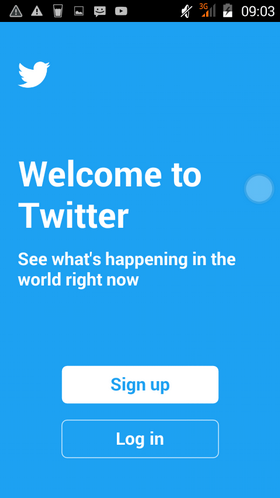 3G
09:03
Welcome to
Twitter
See what's happening in the
world right now
Sign up
Log in